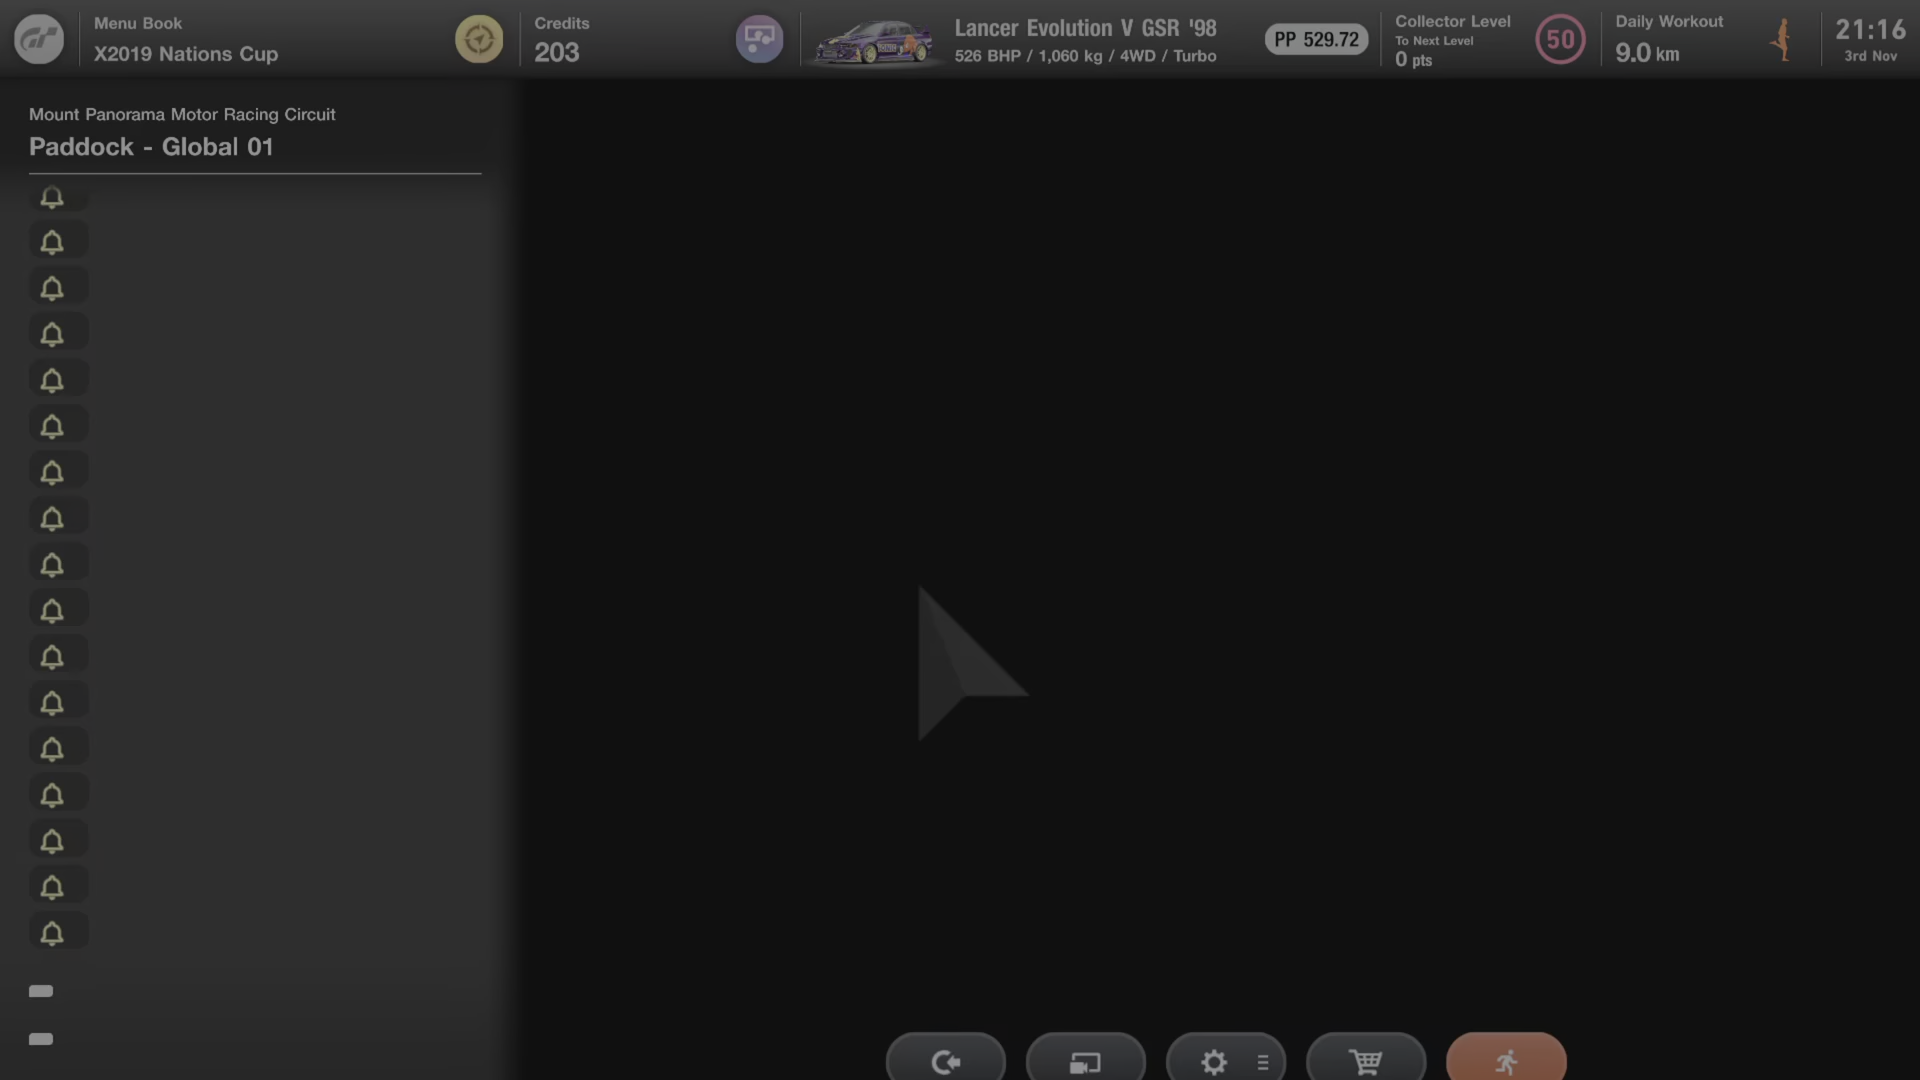 Menu Book
X2019 Nations Cup
Credits
203
Lancer Evolution V GSR '98
526 BHP / 1,060 kg / 4WD / Turbo
PP 529.72
Collector Level
To Next Level
0 pts
50
Daily Workout
9.0 km
21:16
3rd Nov
Mount Panorama Motor Racing Circuit
Paddock - Global 01